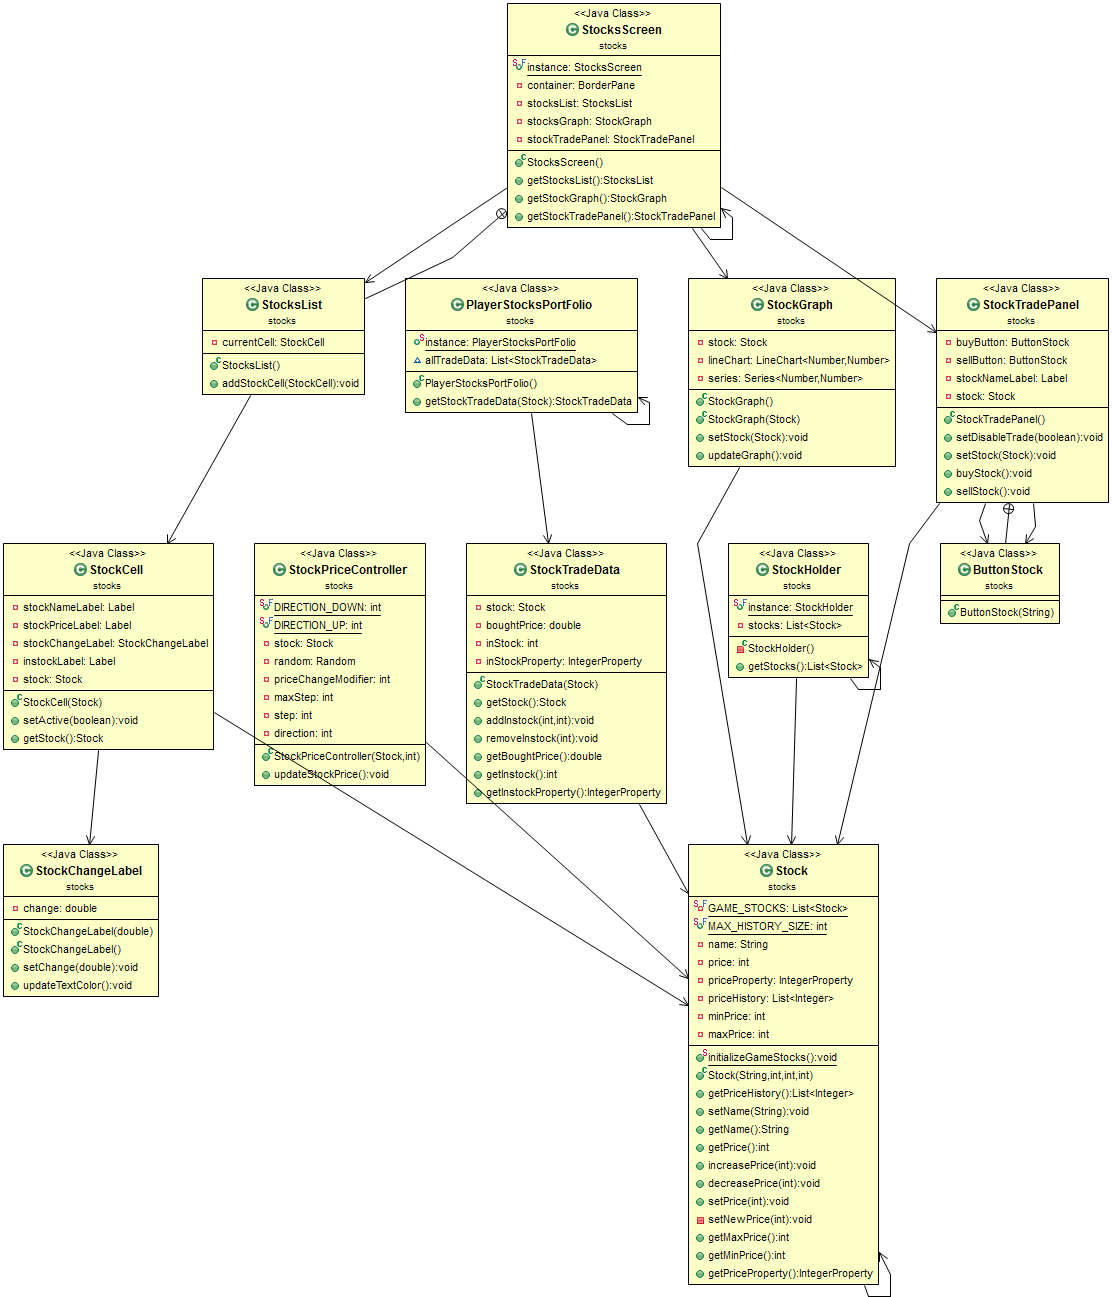 <<Java Class>>
StocksScreen
stocks
instance: StocksScreen
container: BorderPane
stocksList: StocksList
stocksGraph: StockGraph
stockTradePanel: StockTradePanel
StocksScreen()
getStocksList():StocksList
getStockGraph():StockGraph
getStockTradePanel():StockTradePanel
<<Java Class>>
StocksList
stocks
currentCell: StockCell
StocksList()
addStockCell(StockCell):void
<<Java Class>>
PlayerStocksPortFolio
stocks
instance: PlayerStocksPortFolio
allTradeData: List<StockTradeData>
PlayerStocksPortFolio()
getStockTradeData(Stock):StockTradeData
<<Java Class>>
StockGraph
stocks
stock: Stock
lineChart: LineChart<Number,Number>
series: Series<Number,Number>
StockGraph()
StockGraph(Stock)
setStock(Stock):void
updateGraph():void
<<Java Class>>
StockTradePanel
stocks
buyButton: ButtonStock
sellButton: ButtonStock
stockNameLabel: Label
stock: Stock
StockTradePanel()
setDisableTrade(boolean):void
setStock(Stock):void
buyStock():void
sellStock():void
<<Java Class>>
StockCell
stocks
stockNameLabel: Label
stockPriceLabel: Label
stockChangeLabel: StockChangeLabel
instockLabel: Label
stock: Stock
StockCell(Stock)
setActive(boolean):void
getStock():Stock
<<Java Class>>
StockPriceController
stocks
DIRECTION_DOWN: int
DIRECTION_UP: int
stock: Stock
random: Random
priceChangeModifier: int
maxStep: int
step: int
direction: int
StockPriceController(Stock,int)
updateStockPrice():void
<<Java Class>>
StockTradeData
stocks
stock: Stock
boughtPrice: double
inStock: int
inStockProperty: IntegerProperty
StockTradeData(Stock)
getStock():Stock
addInstock(int,int):void
removeInstock(int):void
getBoughtPrice():double
getInstock():int
getInstockProperty():IntegerProperty
<<Java Class>>
StockHolder
stocks
instance: StockHolder
stocks: List<Stock>
StockHolder()
getStocks():List<Stock>
<<Java Class>>
ButtonStock
stocks
ButtonStock(String)
<<Java Class>>
StockChangeLabel
stocks
change: double
StockChangeLabel(double)
StockChangeLabel()
setChange(double):void
updateTextColor():void
<<Java Class>>
Stock
stocks
GAME_STOCKS: List<Stock>
MAX_HISTORY_SIZE: int
name: String
price: int
priceProperty: IntegerProperty
priceHistory: List<Integer>
minPrice: int
maxPrice: int
initializeGameStocks():void
Stock(String,int,int,int)
getPriceHistory():List<Integer>
setName(String):void
getName():String
getPrice():int
increasePrice(int):void
decreasePrice(int):void
setPrice(int):void
setNewPrice(int):void
getMaxPrice():int
getMinPrice():int
getPriceProperty():IntegerProperty